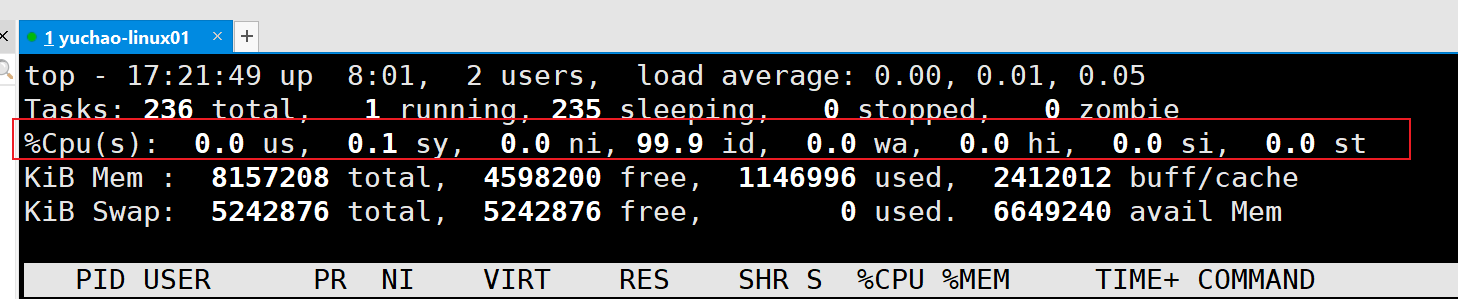 1 yuchao-linux01
top - 17:21:49 up  8:01,  2 users,  load average: 0.00, 0.01, 0.05
Tasks: 236 total,   1 running, 235 sleeping,   0 stopped,   0 zombie
%Cpu(s):  0.0 us,  0.1 sy,  0.0 ni, 99.9 id,  0.0 wa,  0.0 hi,  0.0 si,  0.0 st
KiB Mem :  8157208 total,  4598200 free,  1146996 used,  2412012 buff/cache
KiB Swap:  5242876 total,  5242876 free,        0 used.  6649240 avail Mem
PID USER      PR  NI    VIRT    RES    SHR S  %CPU %MEM     TIME+ COMMAND